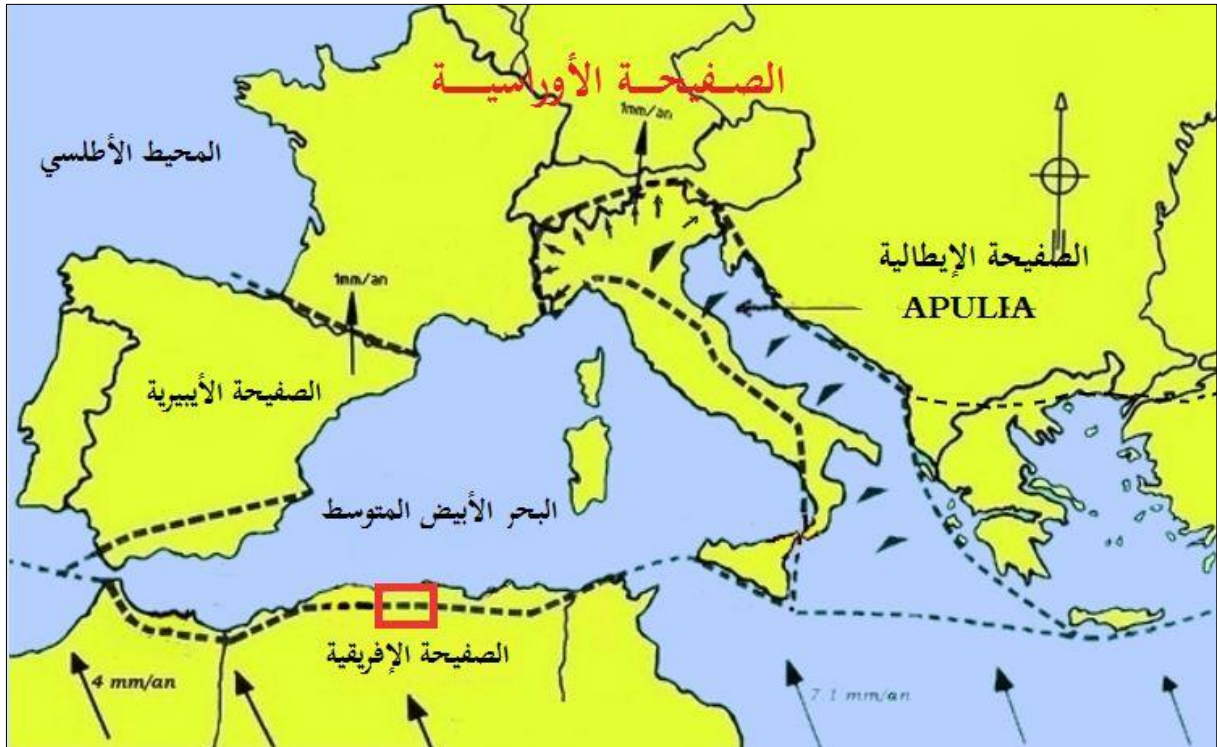 الصفيحة الأوراسية
1mm/an
المحيط الأطلسي
الصفيحة الإيطالية
1mm/an
APULIA
الصفيحة الأيبيرية
البحر الأبيض المتوسط
الصفيحة الإفريقية
4 mm/an
7.1 mm/an